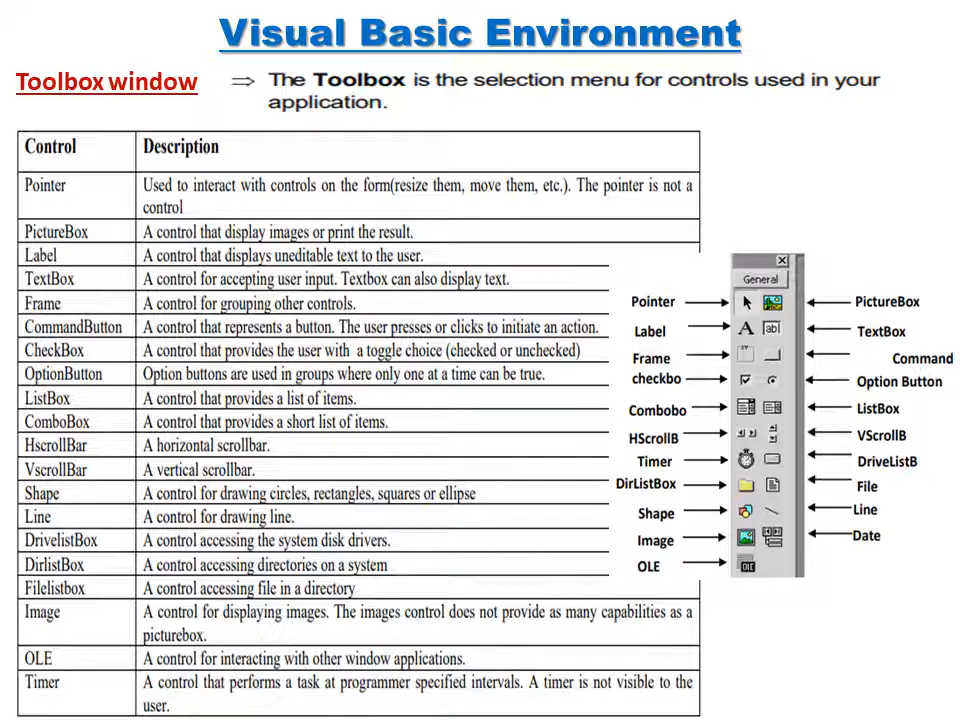 Visual Basic Environment
Toolbox window
⇒ The Toolbox is the selection menu for controls used in your
application.
Control Description
Pointer Used to interact with controls on the form(resize them, move them, etc.). The pointer is not a
control
PictureBox A control that display images or print the result.
Label A control that displays uneditable text to the user.
TextBox A control for accepting user input. Textbox can also display text.
Frame A control for grouping other controls.
CommandButton A control that represents a button. The user presses or clicks to initiate an action.
CheckBox A control that provides the user with a toggle choice (checked or unchecked)
OptionButton Option buttons are used in groups where only one at a time can be true.
ListBox A control that provides a list of items.
ComboBox A control that provides a short list of items.
HscrollBar A horizontal scrollbar.
VscrollBar A vertical scrollbar.
Shape A control for drawing circles, rectangles, squares or ellipse
Line A control for drawing line.
DrivelistBox A control accessing the system disk drivers.
DirlistBox A control accessing directories on a system
Filelistbox A control accessing file in a directory
Image A control for displaying images. The images control does not provide as many capabilities as a
picturebox.
OLE A control for interacting with other window applications.
Timer A control that performs a task at programmer specified intervals. A timer is not visible to the
user.
General
Pointer PictureBox
Label A ab TextBox
Frame XY Command
checkbo Option Button
Combobo ListBox
HScrollB VScrollB
Timer DriveListB
DirListBox File
Shape Line
Image Date
OLE OLE